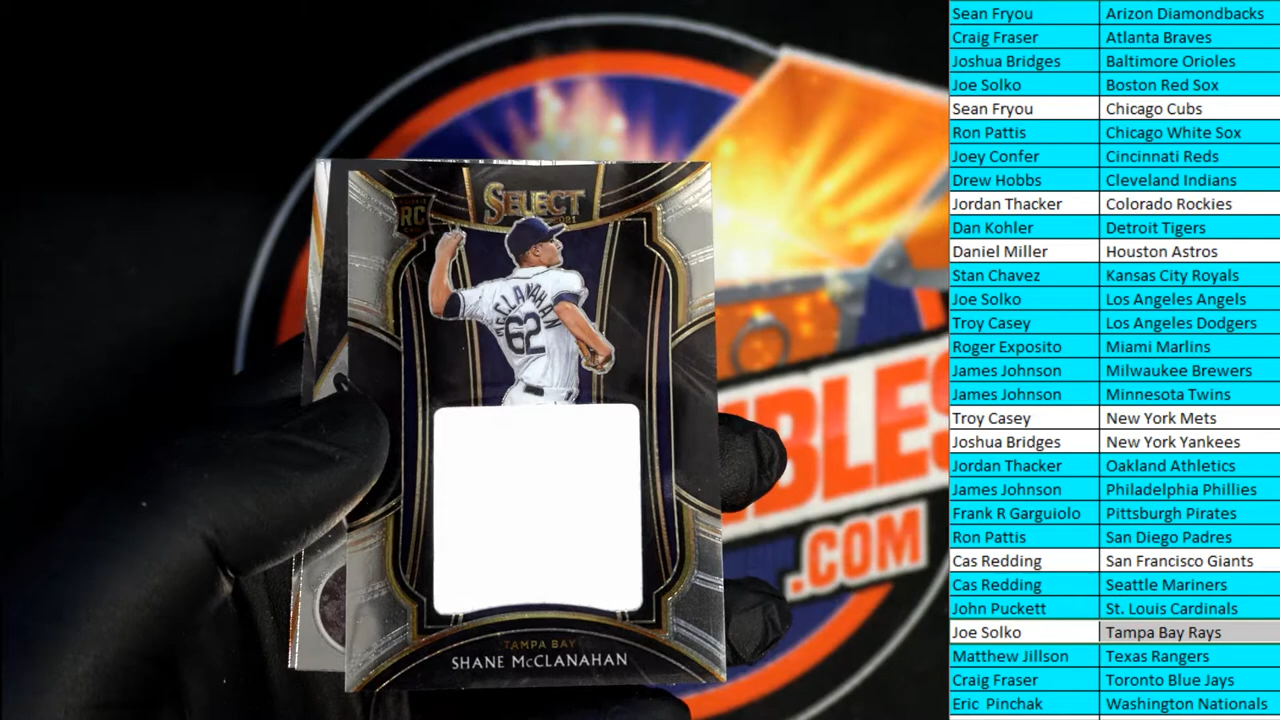 RC
SELECT
2021
McCLANAHAN
62
TAMPA BAY
SHANE McCLANAHAN
IBLES
.COM
Sean Fryou Arizon Diamondbacks
Craig Fraser Atlanta Braves
Joshua Bridges Baltimore Orioles
Joe Solko Boston Red Sox
Sean Fryou Chicago Cubs
Ron Pattis Chicago White Sox
Joey Confer Cincinnati Reds
Drew Hobbs Cleveland Indians
Jordan Thacker Colorado Rockies
Dan Kohler Detroit Tigers
Daniel Miller Houston Astros
Stan Chavez Kansas City Royals
Joe Solko Los Angeles Angels
Troy Casey Los Angeles Dodgers
Roger Exposito Miami Marlins
James Johnson Milwaukee Brewers
James Johnson Minnesota Twins
Troy Casey New York Mets
Joshua Bridges New York Yankees
Jordan Thacker Oakland Athletics
James Johnson Philadelphia Phillies
Frank R Garguiolo Pittsburgh Pirates
Ron Pattis San Diego Padres
Cas Redding San Francisco Giants
Cas Redding Seattle Mariners
John Puckett St. Louis Cardinals
Joe Solko Tampa Bay Rays
Matthew Jillson Texas Rangers
Craig Fraser Toronto Blue Jays
Eric Pinchak Washington Nationals